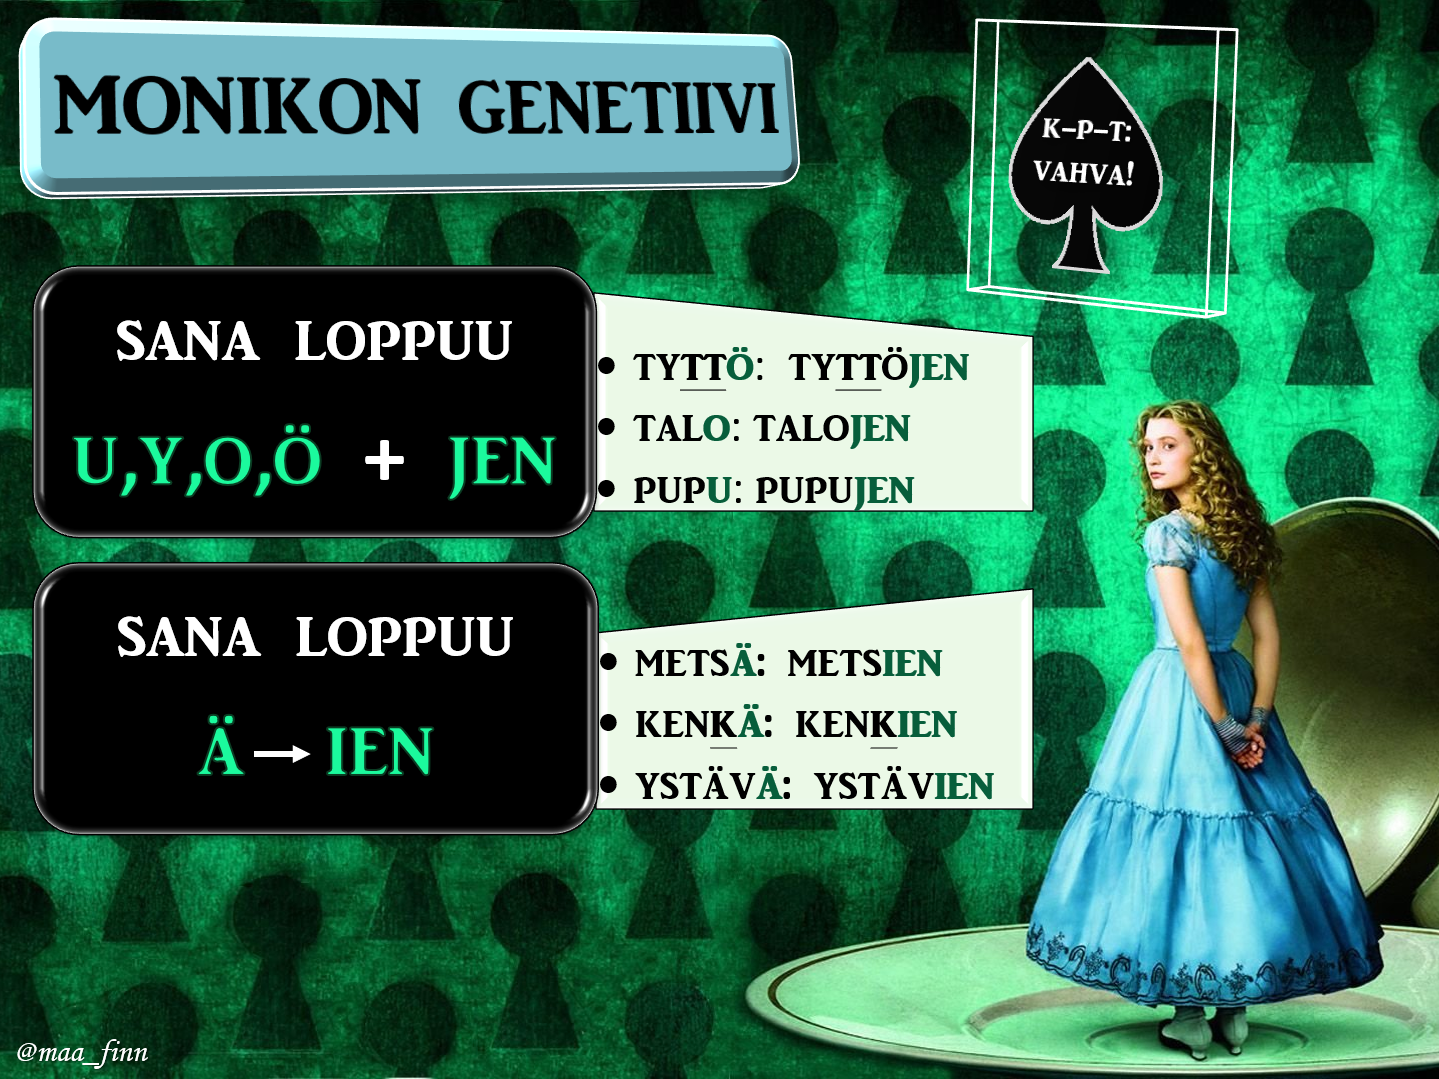 MONIKON GENETIIVI
K-P-T:
VAHVA!
SANA LOPPUU
U,Y,O,Ö + JEN
• TYTTÖ: TYTTÖJEN
• TALO: TALOJEN
• PUPU: PUPUJEN
SANA LOPPUU
Ä → IEN
• METSÄ: METSIEN
• KENKÄ: KENKIEN
• YSTÄVÄ: YSTÄVIEN
@maa_finn